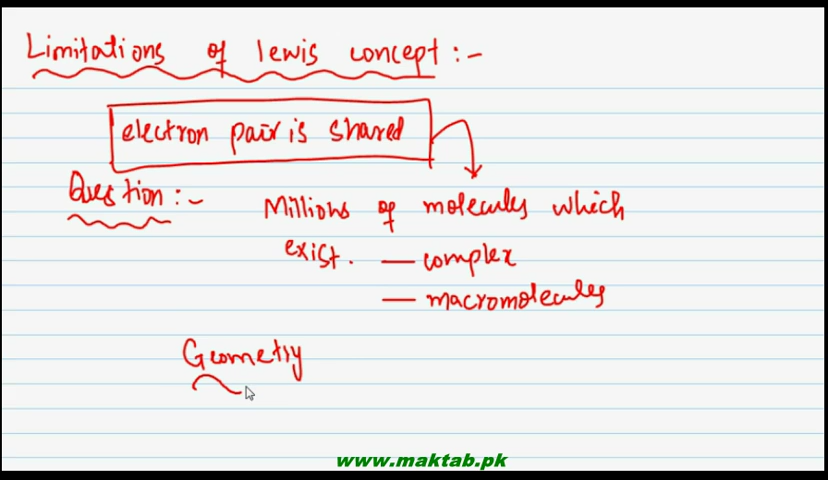 Limitations of lewis concept :-
electron pair is shared
Question :-
Millions of molecules which
exist. — complex
— macromolecules
Geometry
www.maktab.pk